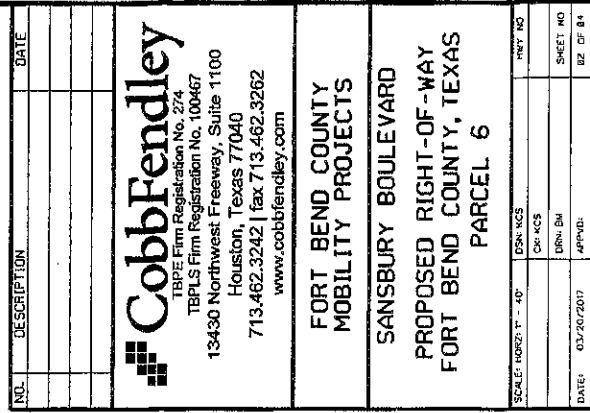 NO. DESCRIPTION DATE
CobbFendley
TBPE Firm Registration No. 274
TBPLS Firm Registration No. 100467
13430 Northwest Freeway, Suite 1100
Houston, Texas 77040
713.462.3242 | fax 713.462.3262
www.cobbfendley.com
FORT BEND COUNTY
MOBILITY PROJECTS
SANSBURY BOULEVARD
PROPOSED RIGHT-OF-WAY
FORT BEND COUNTY, TEXAS
PARCEL 6
SCALE: HORZ: 1" - 40' DSN: KCS HWY NO
CK: KCS
DRN: BM SHEET NO
DATE: 03/20/2017 APPVD: 02 OF 04